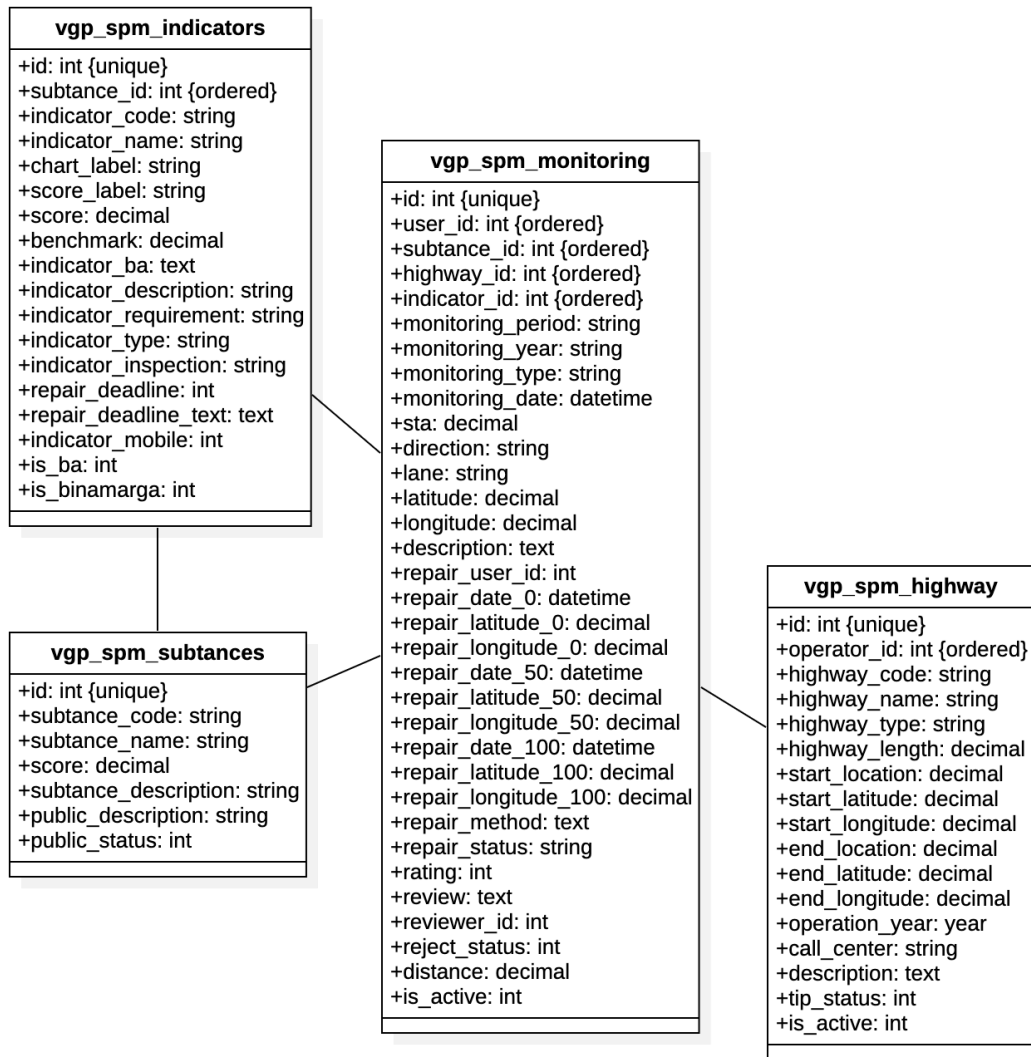 vgp_spm_indicators
+id: int {unique}
+subtance_id: int {ordered}
+indicator_code: string
+indicator_name: string
+chart_label: string
+score_label: string
+score: decimal
+benchmark: decimal
+indicator_ba: text
+indicator_description: string
+indicator_requirement: string
+indicator_type: string
+indicator_inspection: string
+repair_deadline: int
+repair_deadline_text: text
+indicator_mobile: int
+is_ba: int
+is_binamarga: int
vgp_spm_subtances
+id: int {unique}
+subtance_code: string
+subtance_name: string
+score: decimal
+subtance_description: string
+public_description: string
+public_status: int
vgp_spm_monitoring
+id: int {unique}
+user_id: int {ordered}
+subtance_id: int {ordered}
+highway_id: int {ordered}
+indicator_id: int {ordered}
+monitoring_period: string
+monitoring_year: string
+monitoring_type: string
+monitoring_date: datetime
+sta: decimal
+direction: string
+lane: string
+latitude: decimal
+longitude: decimal
+description: text
+repair_user_id: int
+repair_date_0: datetime
+repair_latitude_0: decimal
+repair_longitude_0: decimal
+repair_date_50: datetime
+repair_latitude_50: decimal
+repair_longitude_50: decimal
+repair_date_100: datetime
+repair_latitude_100: decimal
+repair_longitude_100: decimal
+repair_method: text
+repair_status: string
+rating: int
+review: text
+reviewer_id: int
+reject_status: int
+distance: decimal
+is_active: int
vgp_spm_highway
+id: int {unique}
+operator_id: int {ordered}
+highway_code: string
+highway_name: string
+highway_type: string
+highway_length: decimal
+start_location: decimal
+start_latitude: decimal
+start_longitude: decimal
+end_location: decimal
+end_latitude: decimal
+end_longitude: decimal
+operation_year: year
+call_center: string
+description: text
+tip_status: int
+is_active: int